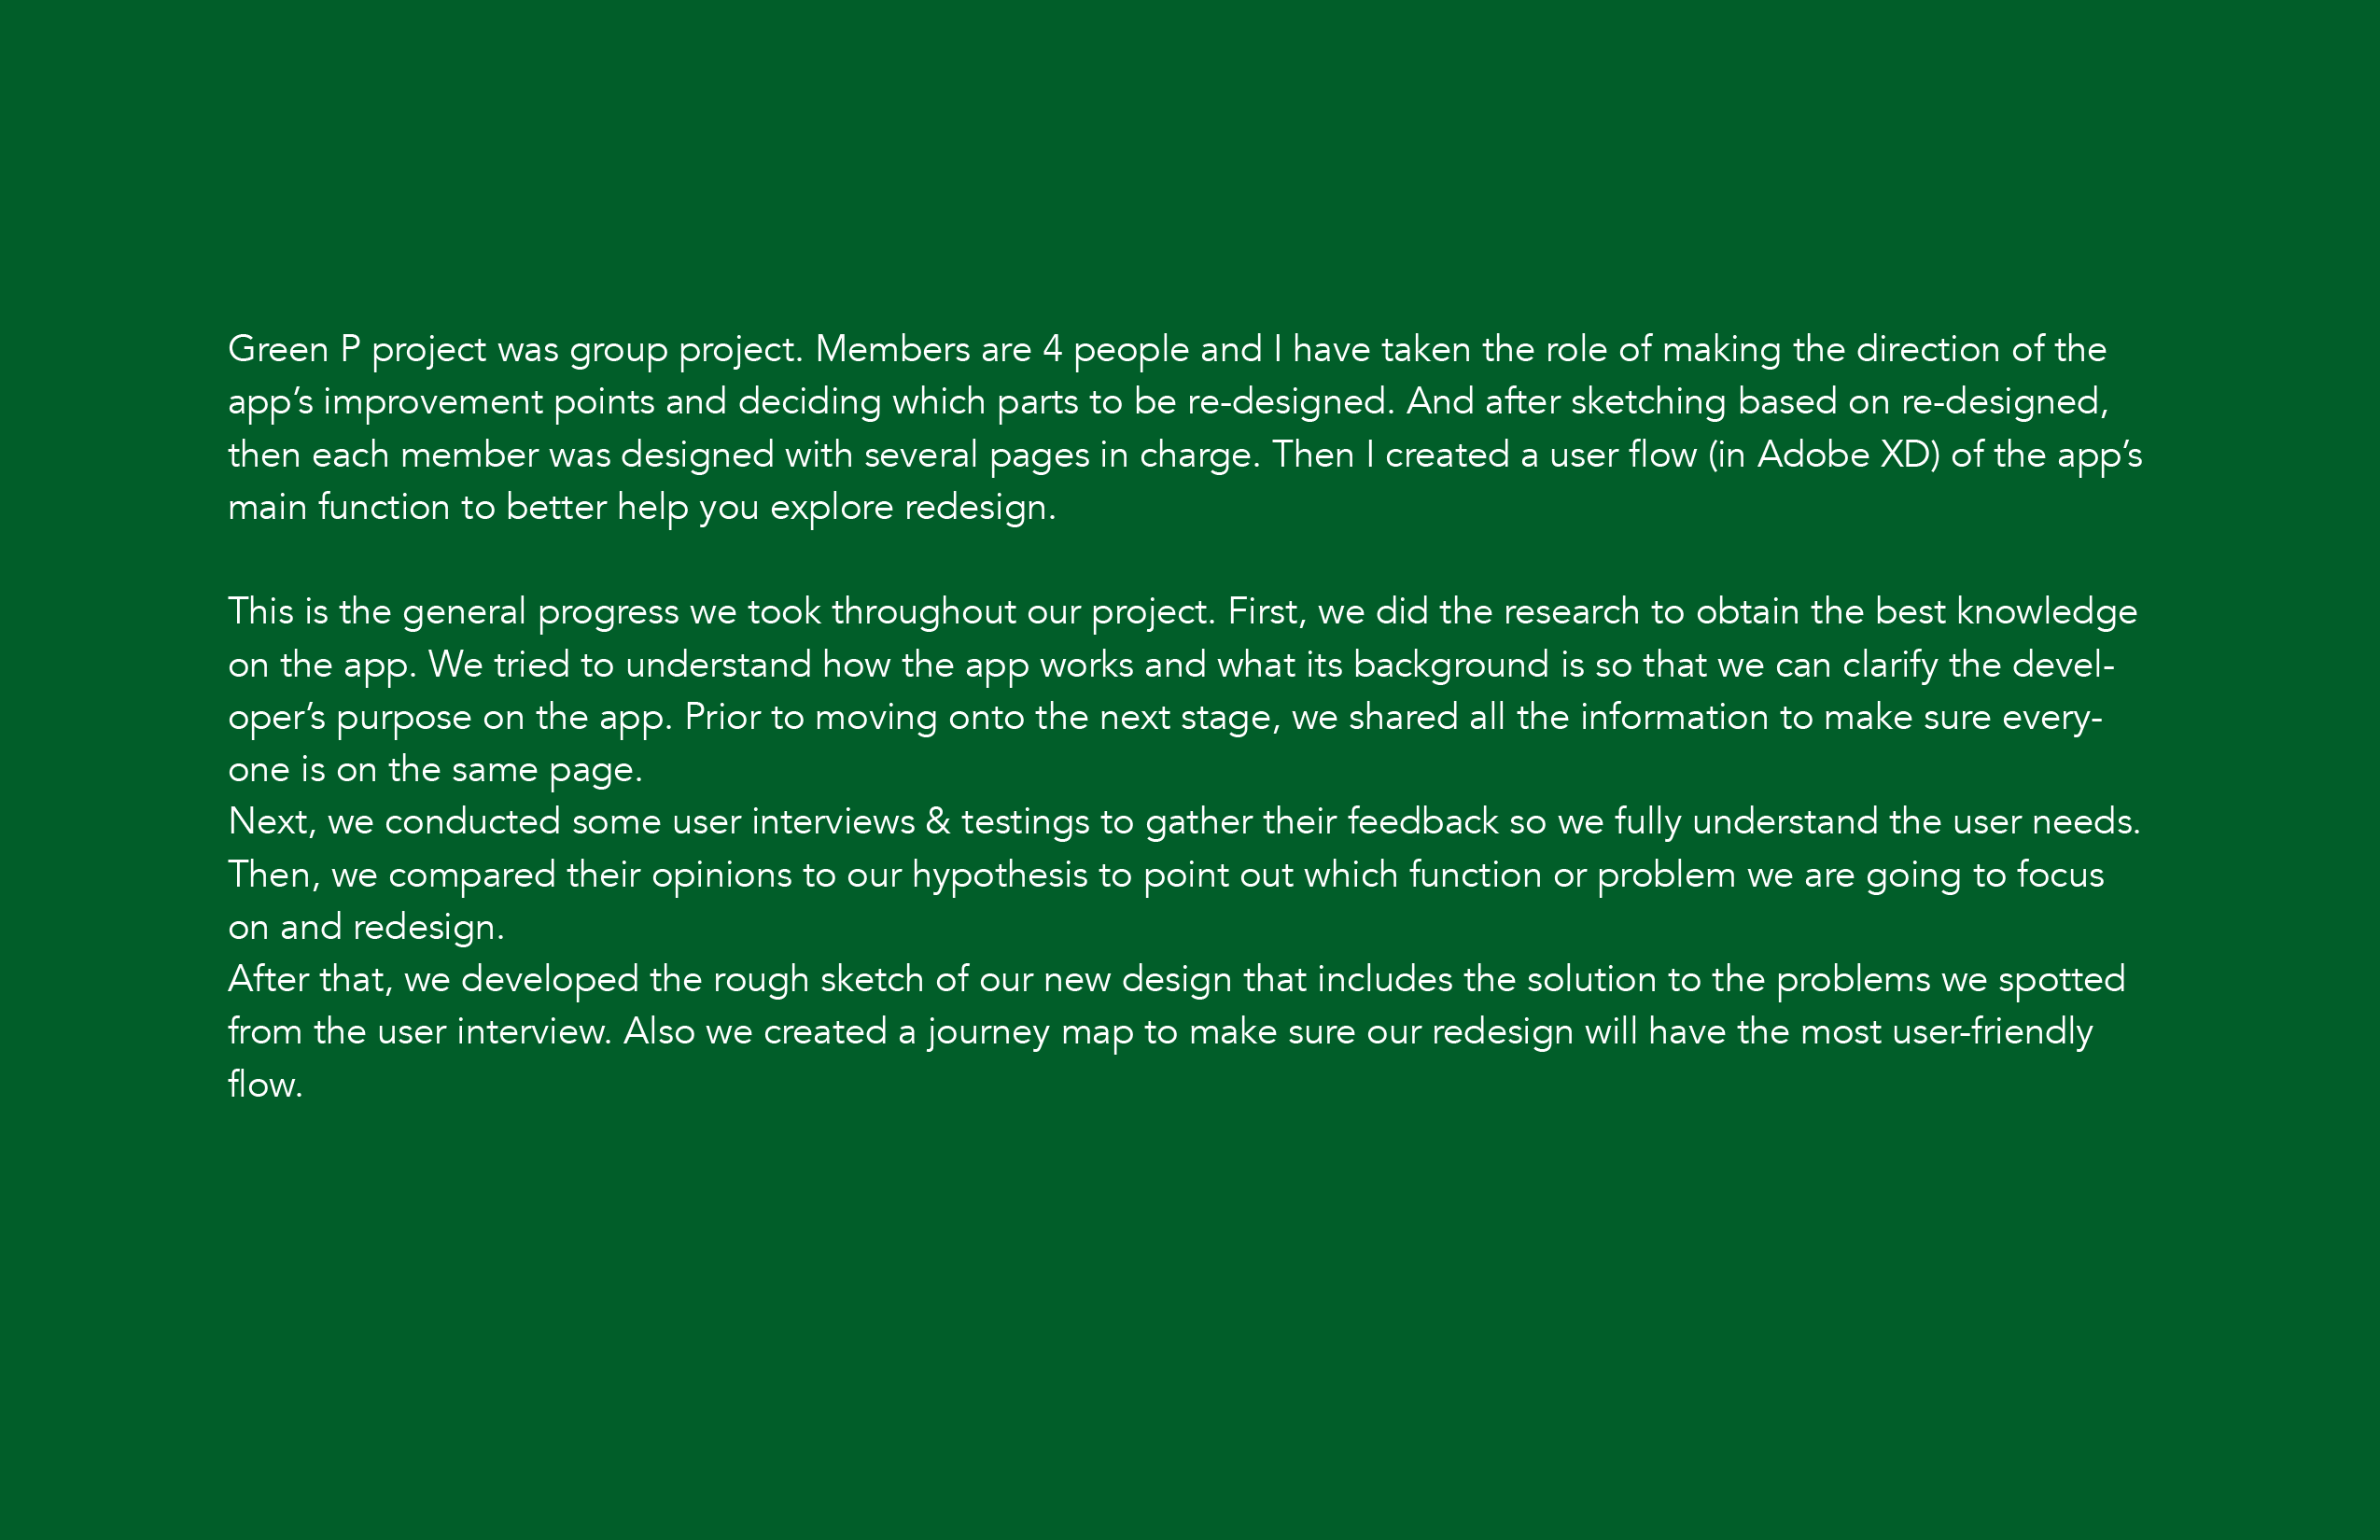 Green P project was group project. Members are 4 people and I have taken the role of making the direction of the
app’s improvement points and deciding which parts to be re-designed. And after sketching based on re-designed,
then each member was designed with several pages in charge. Then I created a user flow (in Adobe XD) of the app’s
main function to better help you explore redesign.
This is the general progress we took throughout our project. First, we did the research to obtain the best knowledge
on the app. We tried to understand how the app works and what its background is so that we can clarify the devel-
oper’s purpose on the app. Prior to moving onto the next stage, we shared all the information to make sure every-
one is on the same page.
Next, we conducted some user interviews & testings to gather their feedback so we fully understand the user needs.
Then, we compared their opinions to our hypothesis to point out which function or problem we are going to focus
on and redesign.
After that, we developed the rough sketch of our new design that includes the solution to the problems we spotted
from the user interview. Also we created a journey map to make sure our redesign will have the most user-friendly
flow.